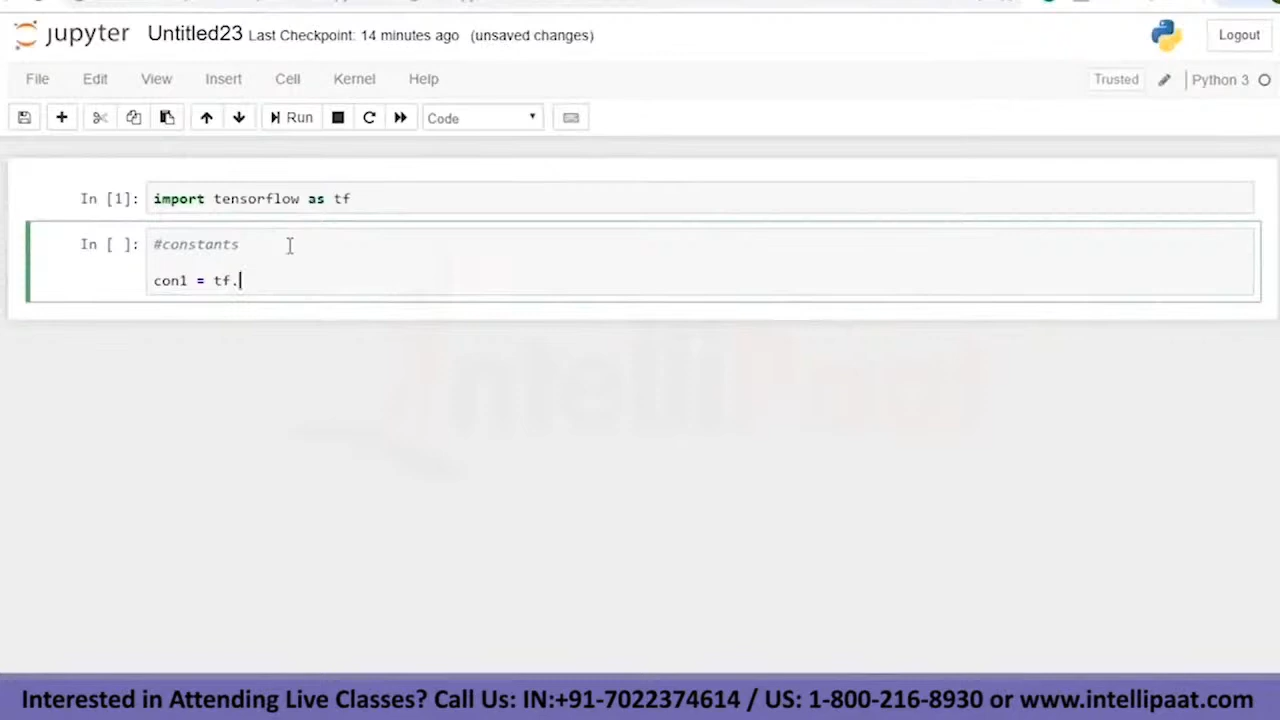 jupyter Untitled23 Last Checkpoint: 14 minutes ago (unsaved changes) Logout
File Edit View Insert Cell Kernel Help Trusted Python 3
Run Code
In [1]: import tensorflow as tf
In [ ]: #constants
con1 = tf.
IntelliPaat
Interested in Attending Live Classes? Call Us: IN:+91-7022374614 / US: 1-800-216-8930 or www.intellipaat.com